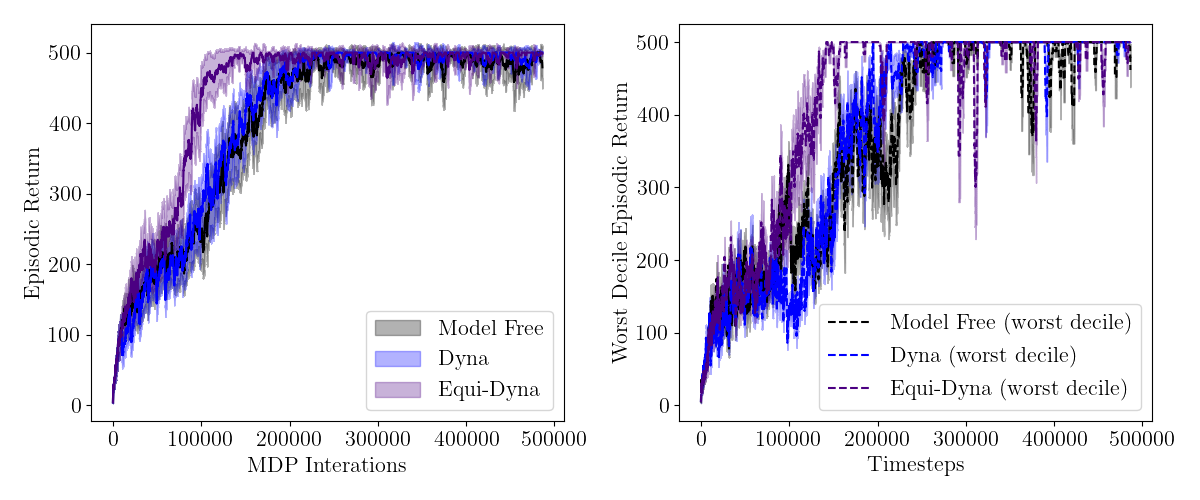 Episodic Return
500
400
300
200
100
0
0 100000 200000 300000 400000 500000
MDP Interations
Model Free
Dyna
Equi-Dyna
Worst Decile Episodic Return
500
400
300
200
100
0
0 100000 200000 300000 400000 500000
Timesteps
Model Free (worst decile)
Dyna (worst decile)
Equi-Dyna (worst decile)